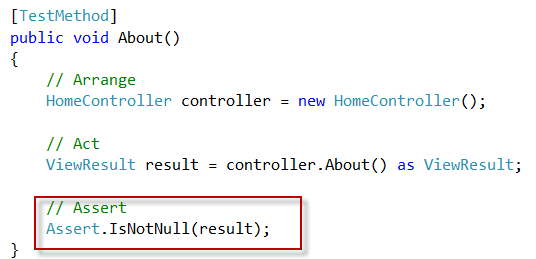 [TestMethod]
public void About()
{
// Arrange
HomeController controller = new HomeController();
// Act
ViewResult result = controller.About() as ViewResult;
// Assert
Assert.IsNotNull(result);
}